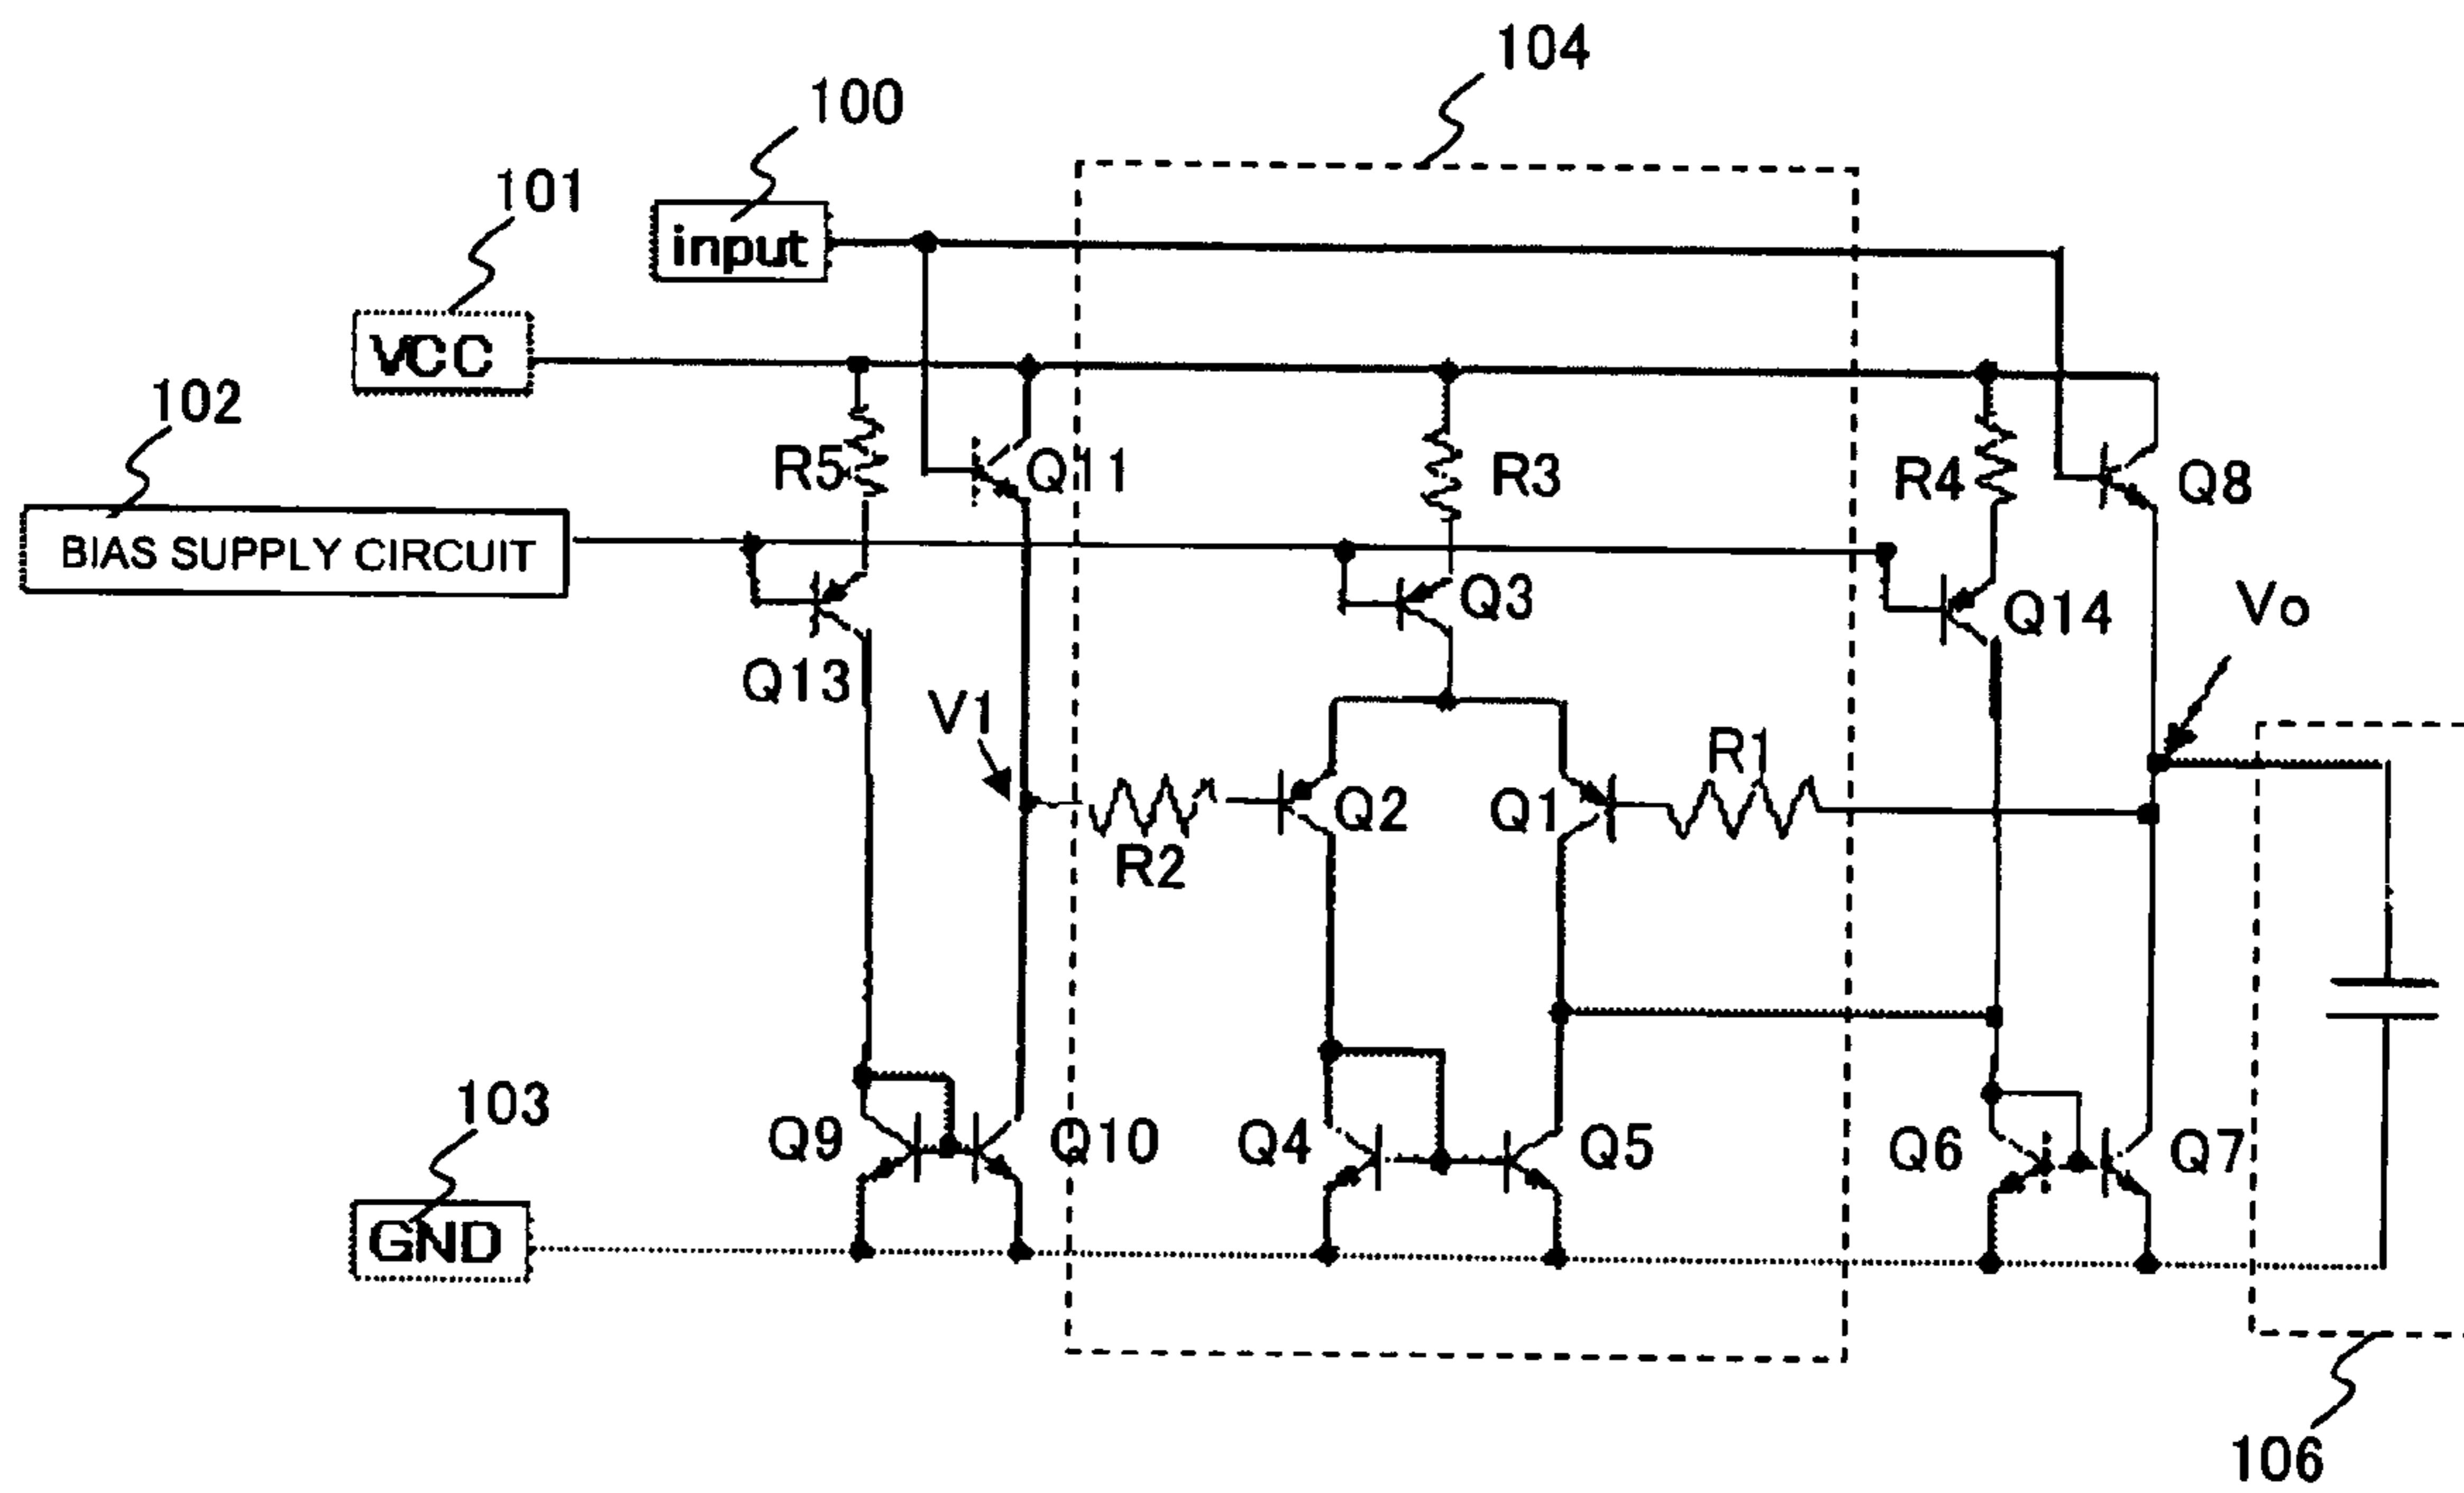 104
100
101
input
VCC
102
R5
Q11
R3
R4
Q8
BIAS SUPPLY CIRCUIT
Q3
Q14
Vo
Q13
V1
R1
Q2
Q1
R2
103
Q9
Q10
Q4
Q5
Q6
Q7
GND
106